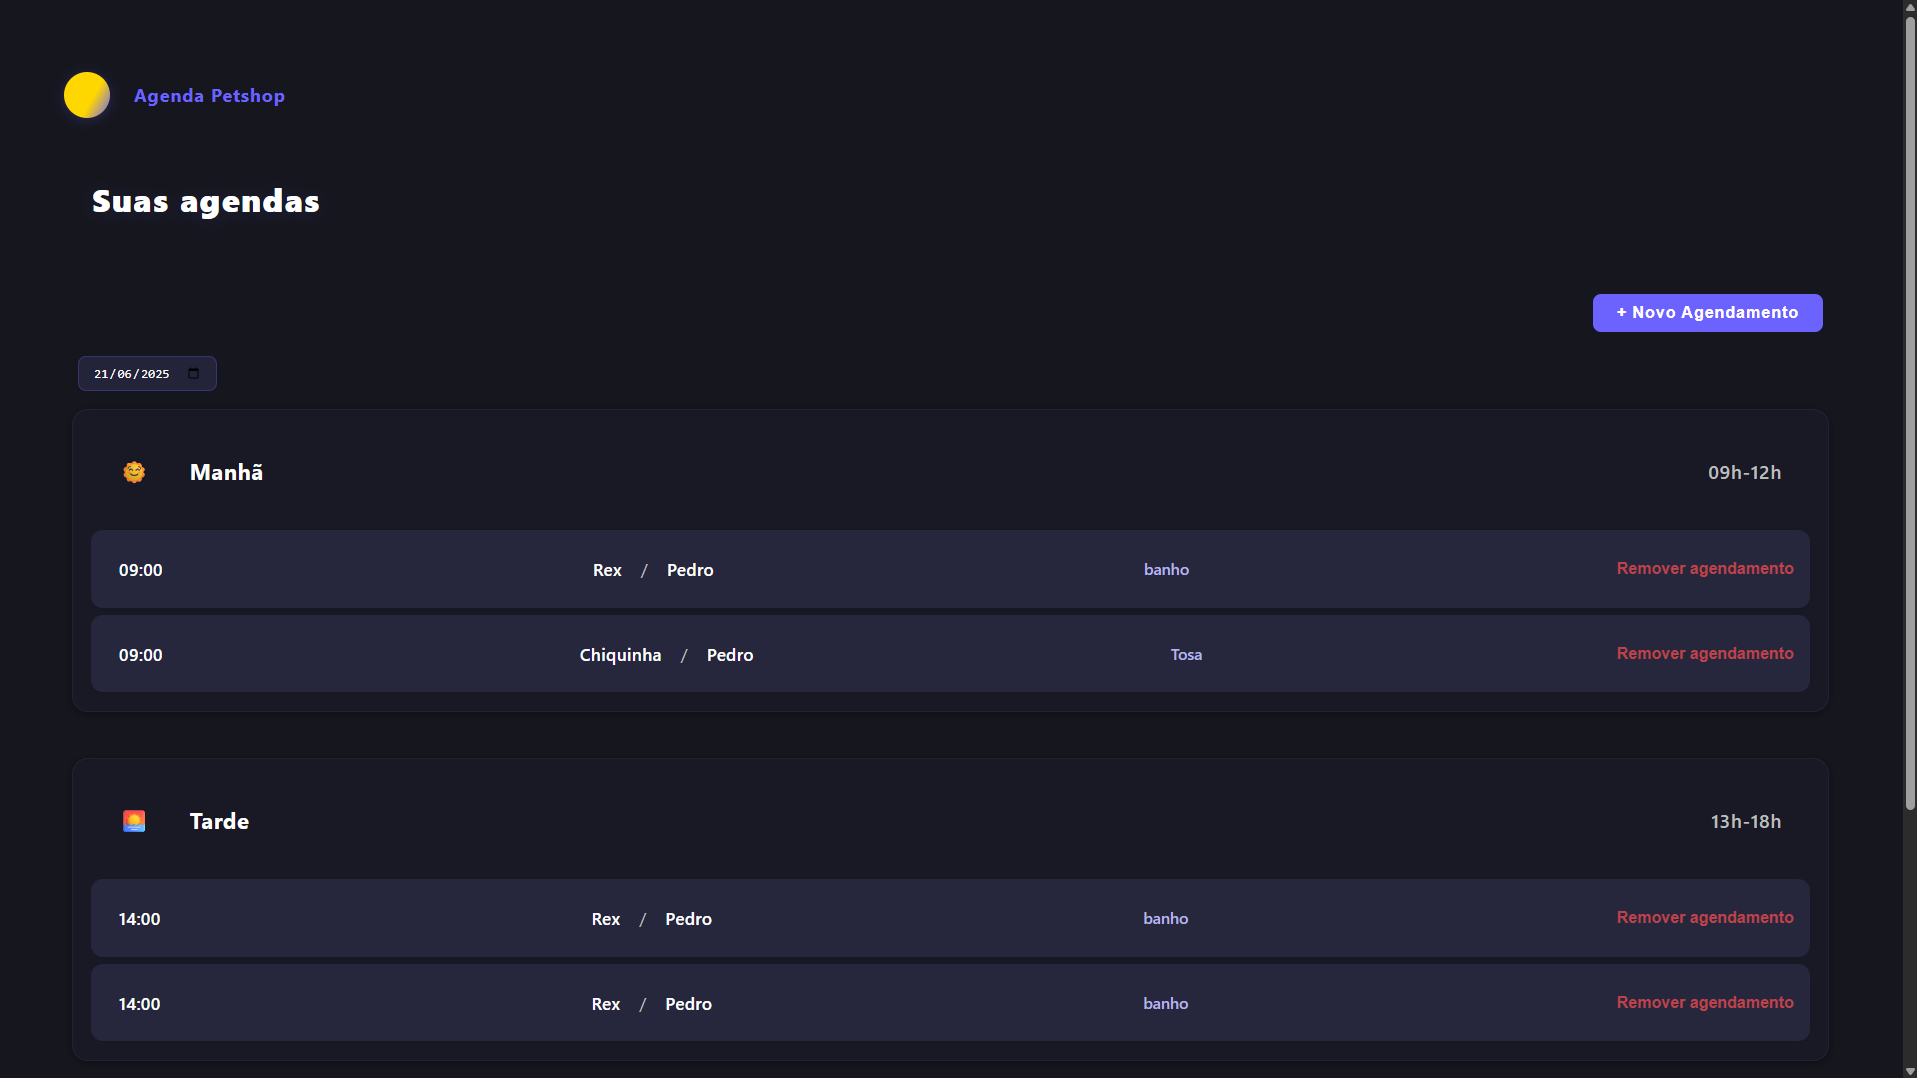 Agenda Petshop
Suas agendas
+ Novo Agendamento
21/06/2025
Manhã 09h-12h
09:00 Rex / Pedro banho Remover agendamento
09:00 Chiquinha / Pedro Tosa Remover agendamento
Tarde 13h-18h
14:00 Rex / Pedro banho Remover agendamento
14:00 Rex / Pedro banho Remover agendamento